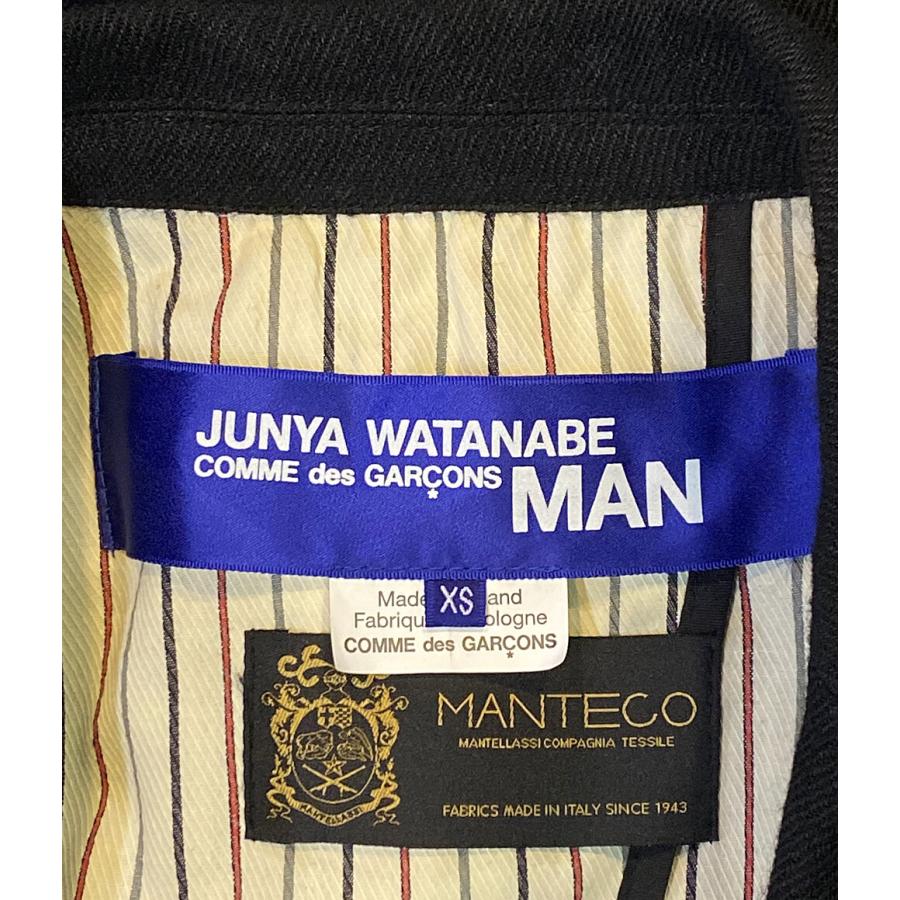 JUNYA WATANABE
COMME des GARÇONS MAN
XS
Made and
Fabriqu ologne
COMME des GARÇONS
MANTECO
MANTELLASSI COMPAGNIA TESSILE
FABRICS MADE IN ITALY SINCE 1943